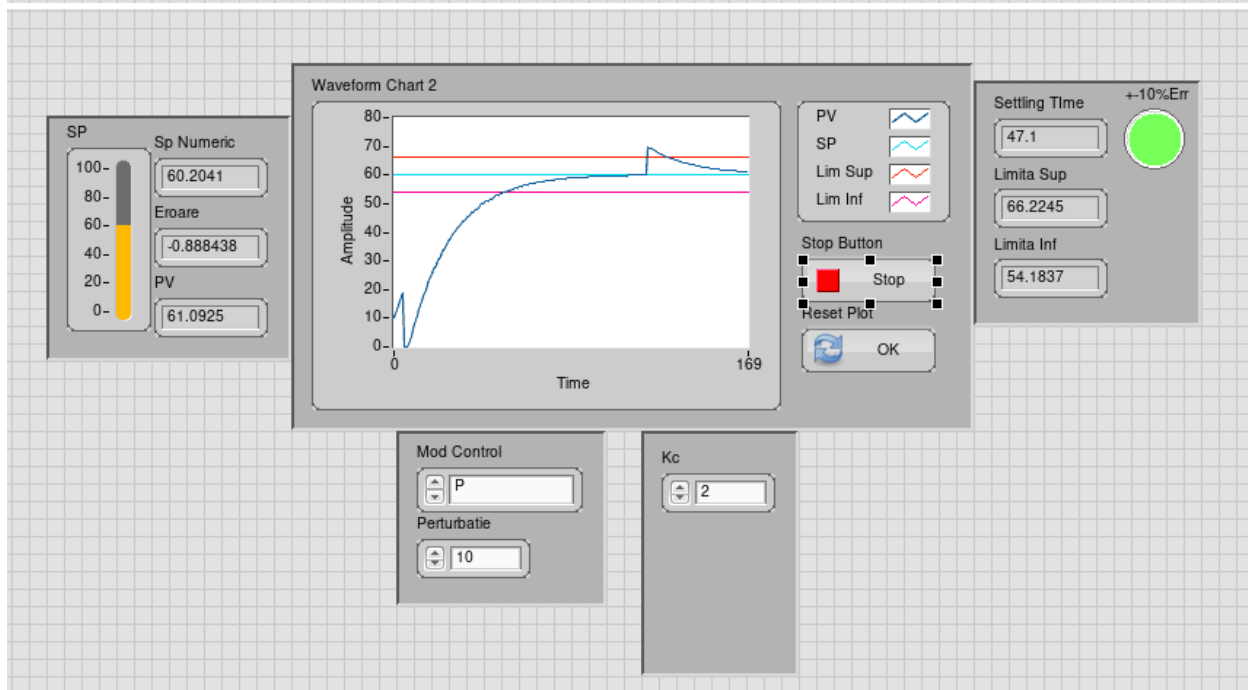 SP
100-
80-
60-
40-
20-
0-
Sp Numeric
60.2041
Eroare
-0.888438
PV
61.0925
Waveform Chart 2
Amplitude
80-
70-
60-
50-
40-
30-
20-
10-
0-
0
169
Time
PV
SP
Lim Sup
Lim Inf
Stop Button
Stop
Reset Plot
OK
Settling TIme
47.1
+-10%Err
Limita Sup
66.2245
Limita Inf
54.1837
Mod Control
P
Perturbatie
10
Kc
2